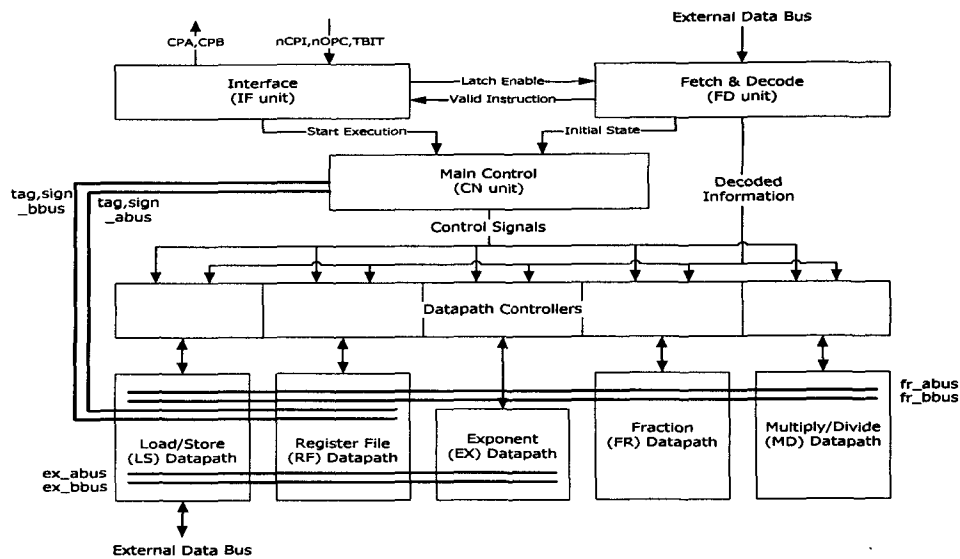 External Data Bus
CPA,CPB
nCPI,nOPC,TBIT
Interface
(IF unit)
Latch Enable
Valid Instruction
Fetch & Decode
(FD unit)
Start Execution
Initial State
Main Control
(CN unit)
tag,sign
_bbus
tag,sign
_abus
Decoded
Information
Control Signals
Datapath Controllers
fr_abus
fr_bbus
Load/Store
(LS) Datapath
Register File
(RF) Datapath
Exponent
(EX) Datapath
Fraction
(FR) Datapath
Multiply/Divide
(MD) Datapath
ex_abus
ex_bbus
External Data Bus